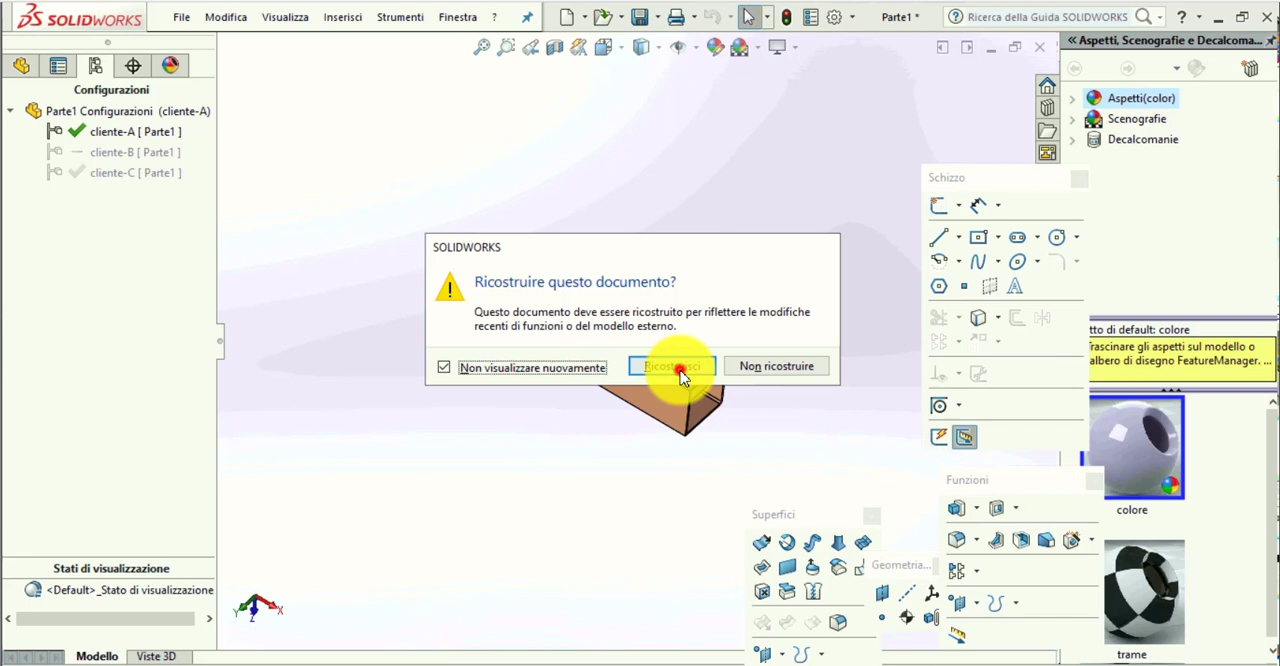 SOLIDWORKS
File
Modifica
Visualizza
Inserisci
Strumenti
Finestra
?
Parte1 *
Ricerca della Guida SOLIDWORKS
?
Aspetti, Scenografie e Decalcoma...
Configurazioni
Parte1 Configurazioni (cliente-A)
cliente-A [ Parte1 ]
cliente-B [ Parte1 ]
cliente-C [ Parte1 ]
Aspetti(color)
Scenografie
Decalcomanie
Schizzo
SOLIDWORKS
Ricostruire questo documento?
Questo documento deve essere ricostruito per riflettere le modifiche
recenti di funzioni o del modello esterno.
Non visualizzare nuovamente
Ricostruisci
Non ricostruire
tto di default: colore
Trascinare gli aspetti sul modello o
albero di disegno FeatureManager. ...
colore
Funzioni
Superfici
Geometria...
trame
Stati di visualizzazione
<Default>_Stato di visualizzazione
Y
X
Z
Modello
Viste 3D